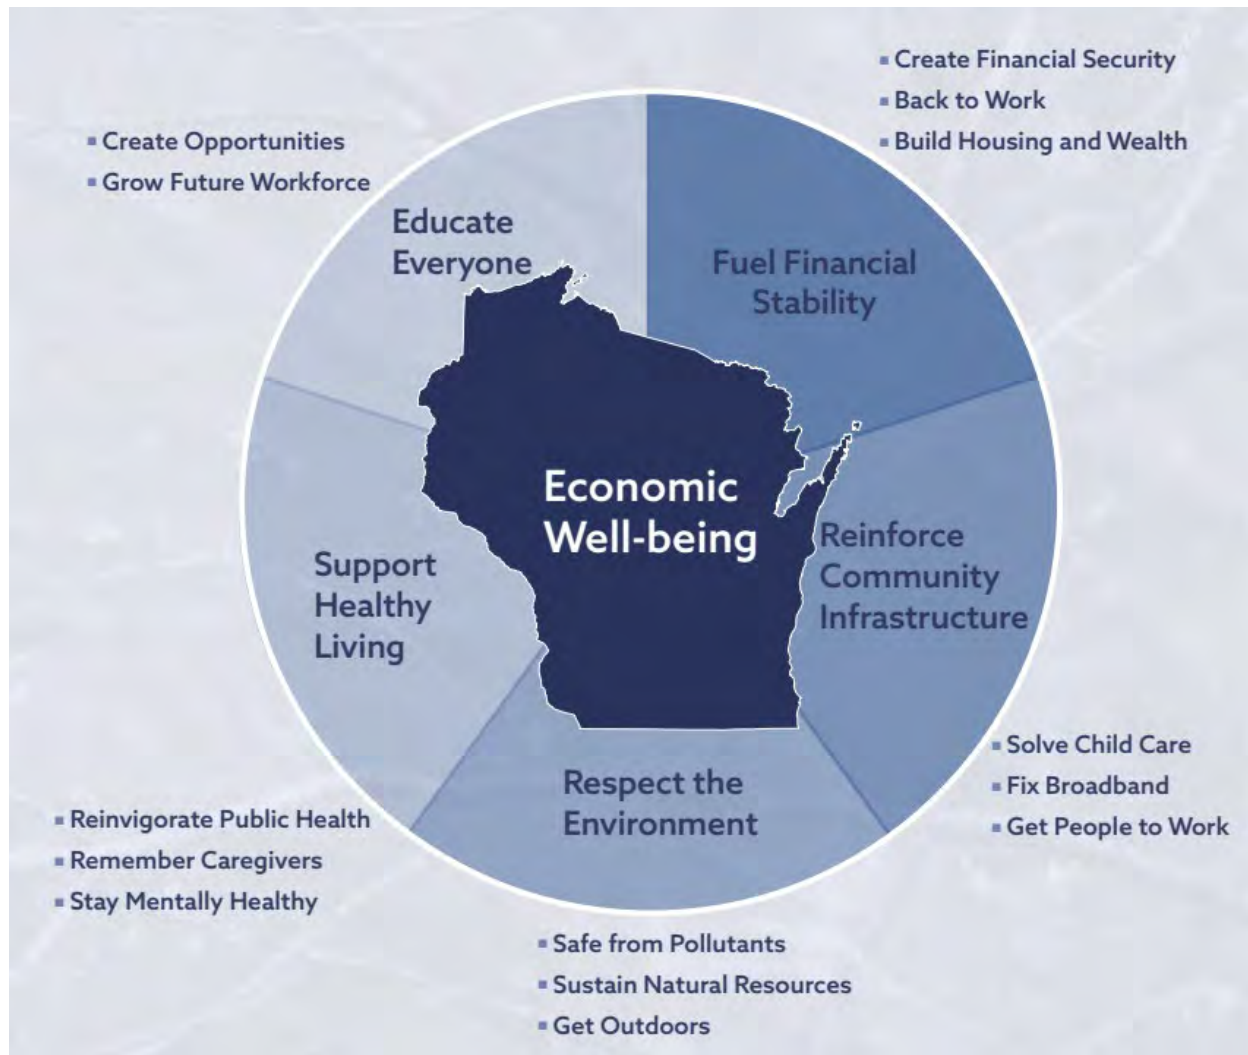 ▪ Create Financial Security
▪ Back to Work
▪ Build Housing and Wealth
▪ Create Opportunities
▪ Grow Future Workforce
Educate
Everyone
Fuel Financial
Stability
Economic
Well-being
Reinforce
Community
Infrastructure
Support
Healthy
Living
▪ Solve Child Care
▪ Fix Broadband
▪ Get People to Work
Respect the
Environment
▪ Reinvigorate Public Health
▪ Remember Caregivers
▪ Stay Mentally Healthy
▪ Safe from Pollutants
▪ Sustain Natural Resources
▪ Get Outdoors